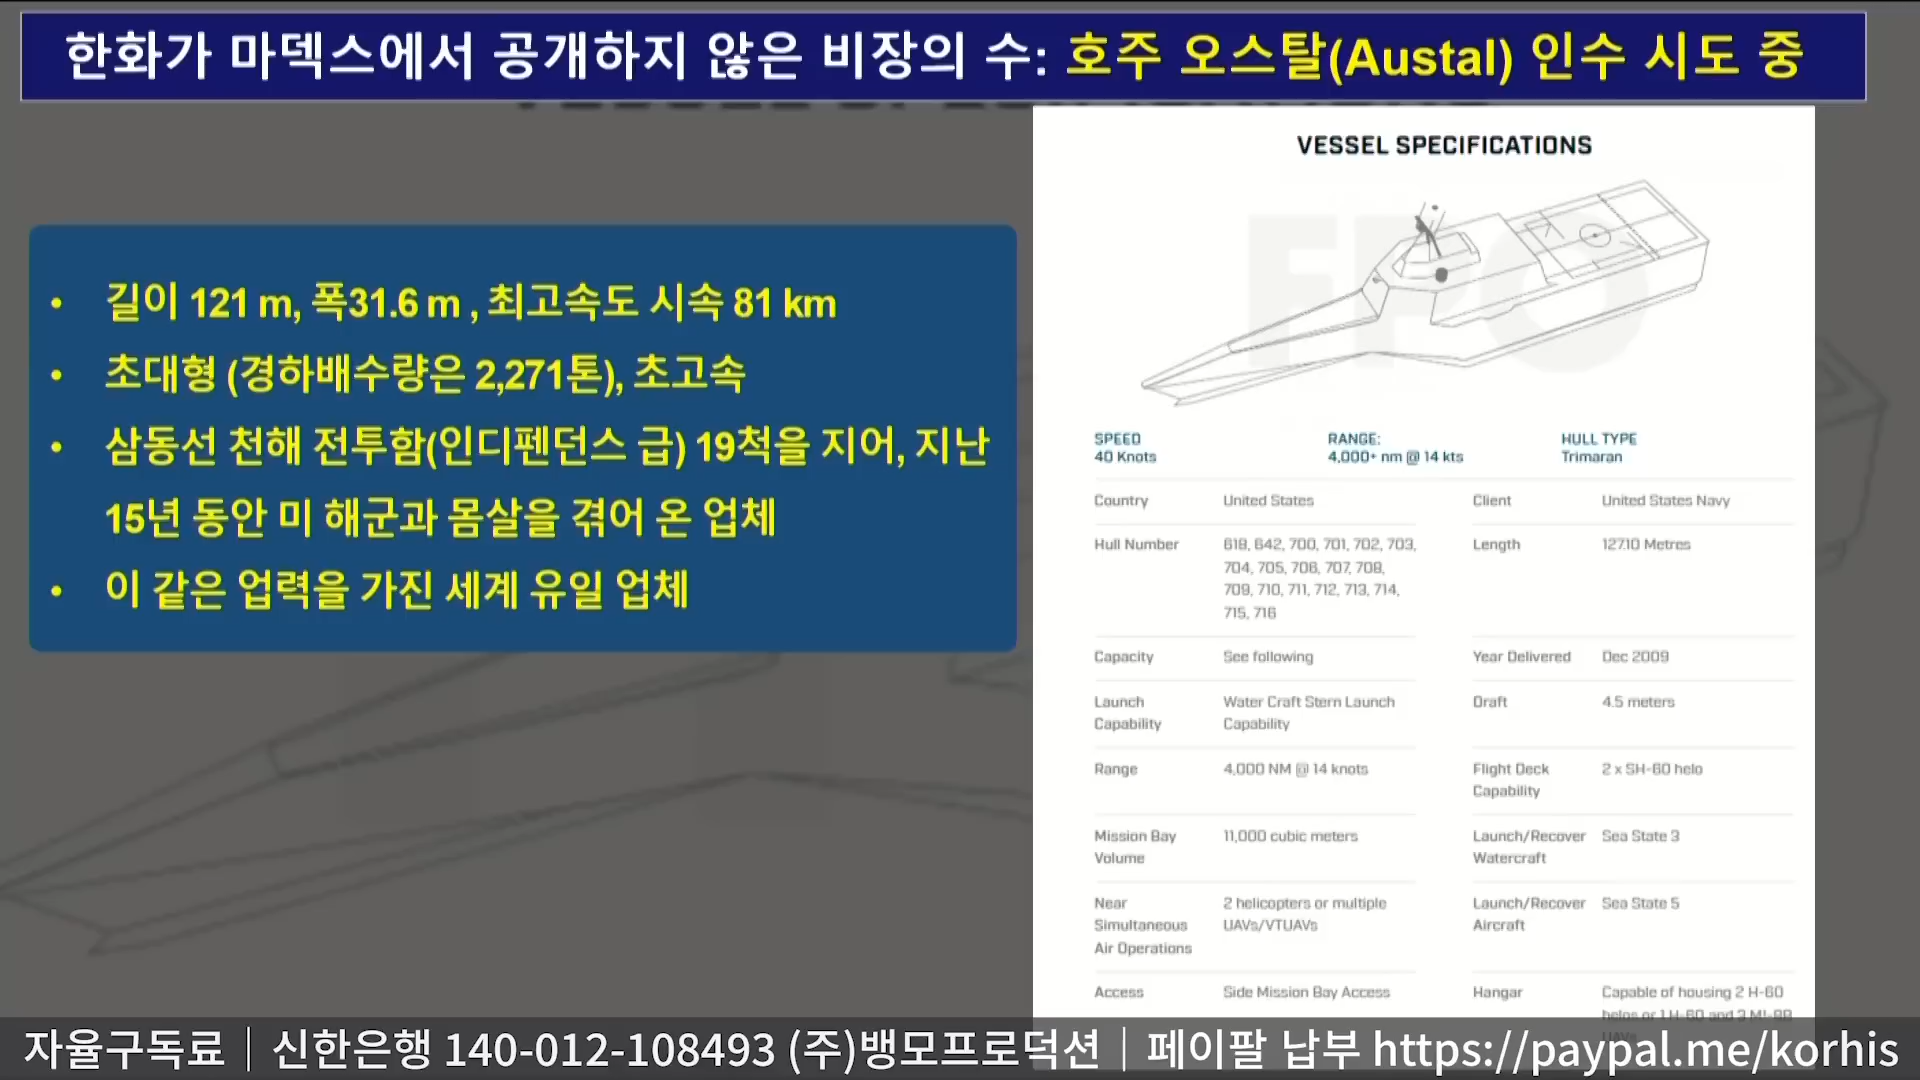 한화가 마덱스에서 공개하지 않은 비장의 수: 호주 오스탈(Austal) 인수 시도 중
• 길이 121 m, 폭31.6 m , 최고속도 시속 81 km
• 초대형 (경하배수량은 2,271톤), 초고속
• 삼동선 천해 전투함(인디펜던스 급) 19척을 지어, 지난
15년 동안 미 해군과 몸살을 겪어 온 업체
• 이 같은 업력을 가진 세계 유일 업체
VESSEL SPECIFICATIONS
FPO
SPEED RANGE: HULL TYPE
40 Knots 4,000+ nm @ 14 kts Trimaran
Country United States Client United States Navy
Hull Number 618, 642, 700, 701, 702, 703, Length 127.10 Metres
704, 705, 706, 707, 708,
709, 710, 711, 712, 713, 714,
715, 716
Capacity See following Year Delivered Dec 2009
Launch Water Craft Stern Launch Draft 4.5 meters
Capability Capability
Range 4,000 NM @ 14 knots Flight Deck 2 x SH-60 helo
Capability
Mission Bay 11,000 cubic meters Launch/Recover Sea State 3
Volume Watercraft
Near 2 helicopters or multiple Launch/Recover Sea State 5
Simultaneous UAVs/VTUAVs Aircraft
Air Operations
Access Side Mission Bay Access Hangar Capable of housing 2 H-60
helos or 1 H-60 and 3
UAVs
자율구독료｜신한은행 140-012-108493 (주)뱅모프로덕션｜페이팔 납부 https://paypal.me/korhis